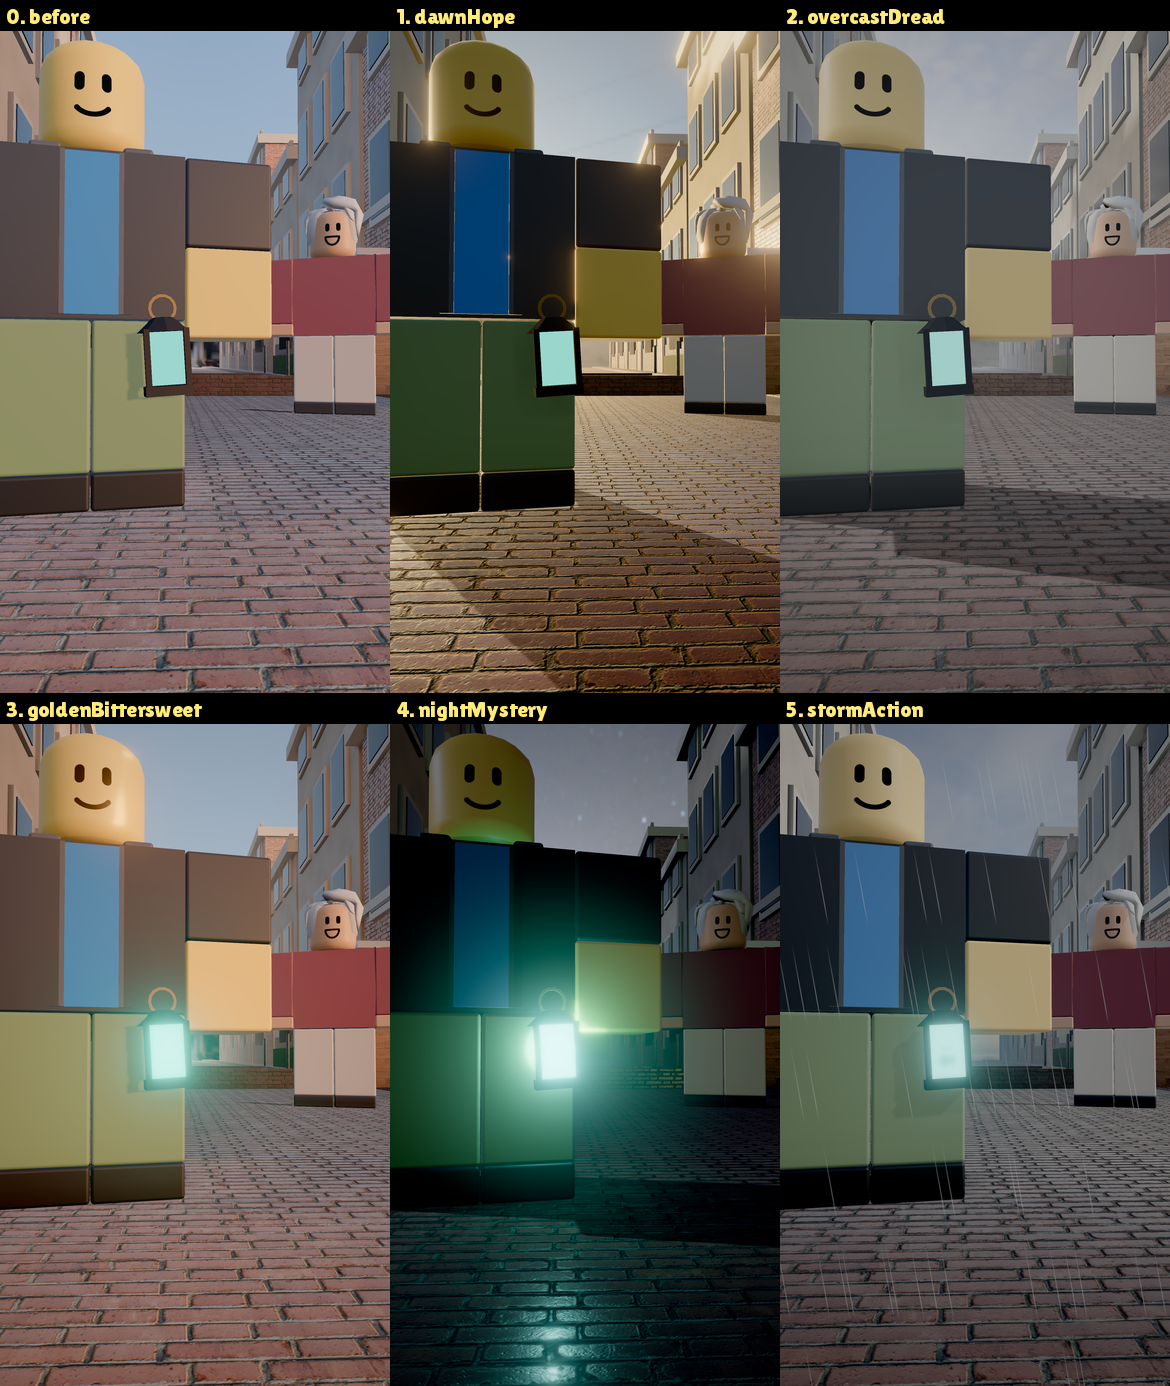 0. before
1. dawnHope
2. overcastDread
3. goldenBittersweet
4. nightMystery
5. stormAction